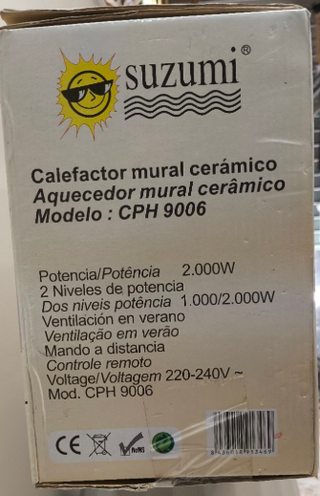 suzumi®
Calefactor mural cerámico
Aquecedor mural cerâmico
Modelo : CPH 9006
Potencia/Potência 2.000W
2 Niveles de potencia
Dos niveis potência 1.000/2.000W
Ventilación en verano
Ventilação em verão
Mando a distancia
Controle remoto
Voltage/Voltagem 220-240V ~
Mod. CPH 9006
CE RoHS